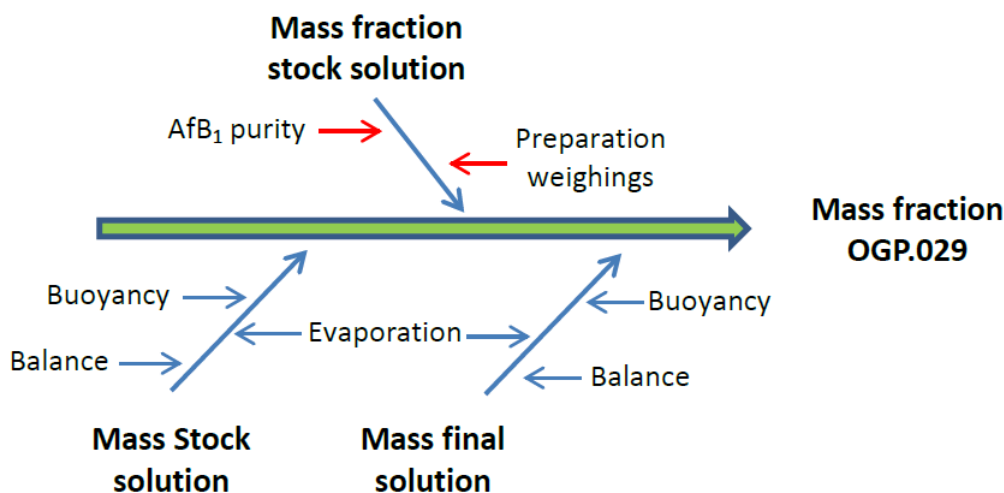 Mass fraction
stock solution
AfB₁ purity
Preparation
weighings
Mass fraction
OGP.029
Buoyancy
Evaporation
Buoyancy
Balance
Balance
Mass Stock
solution
Mass final
solution